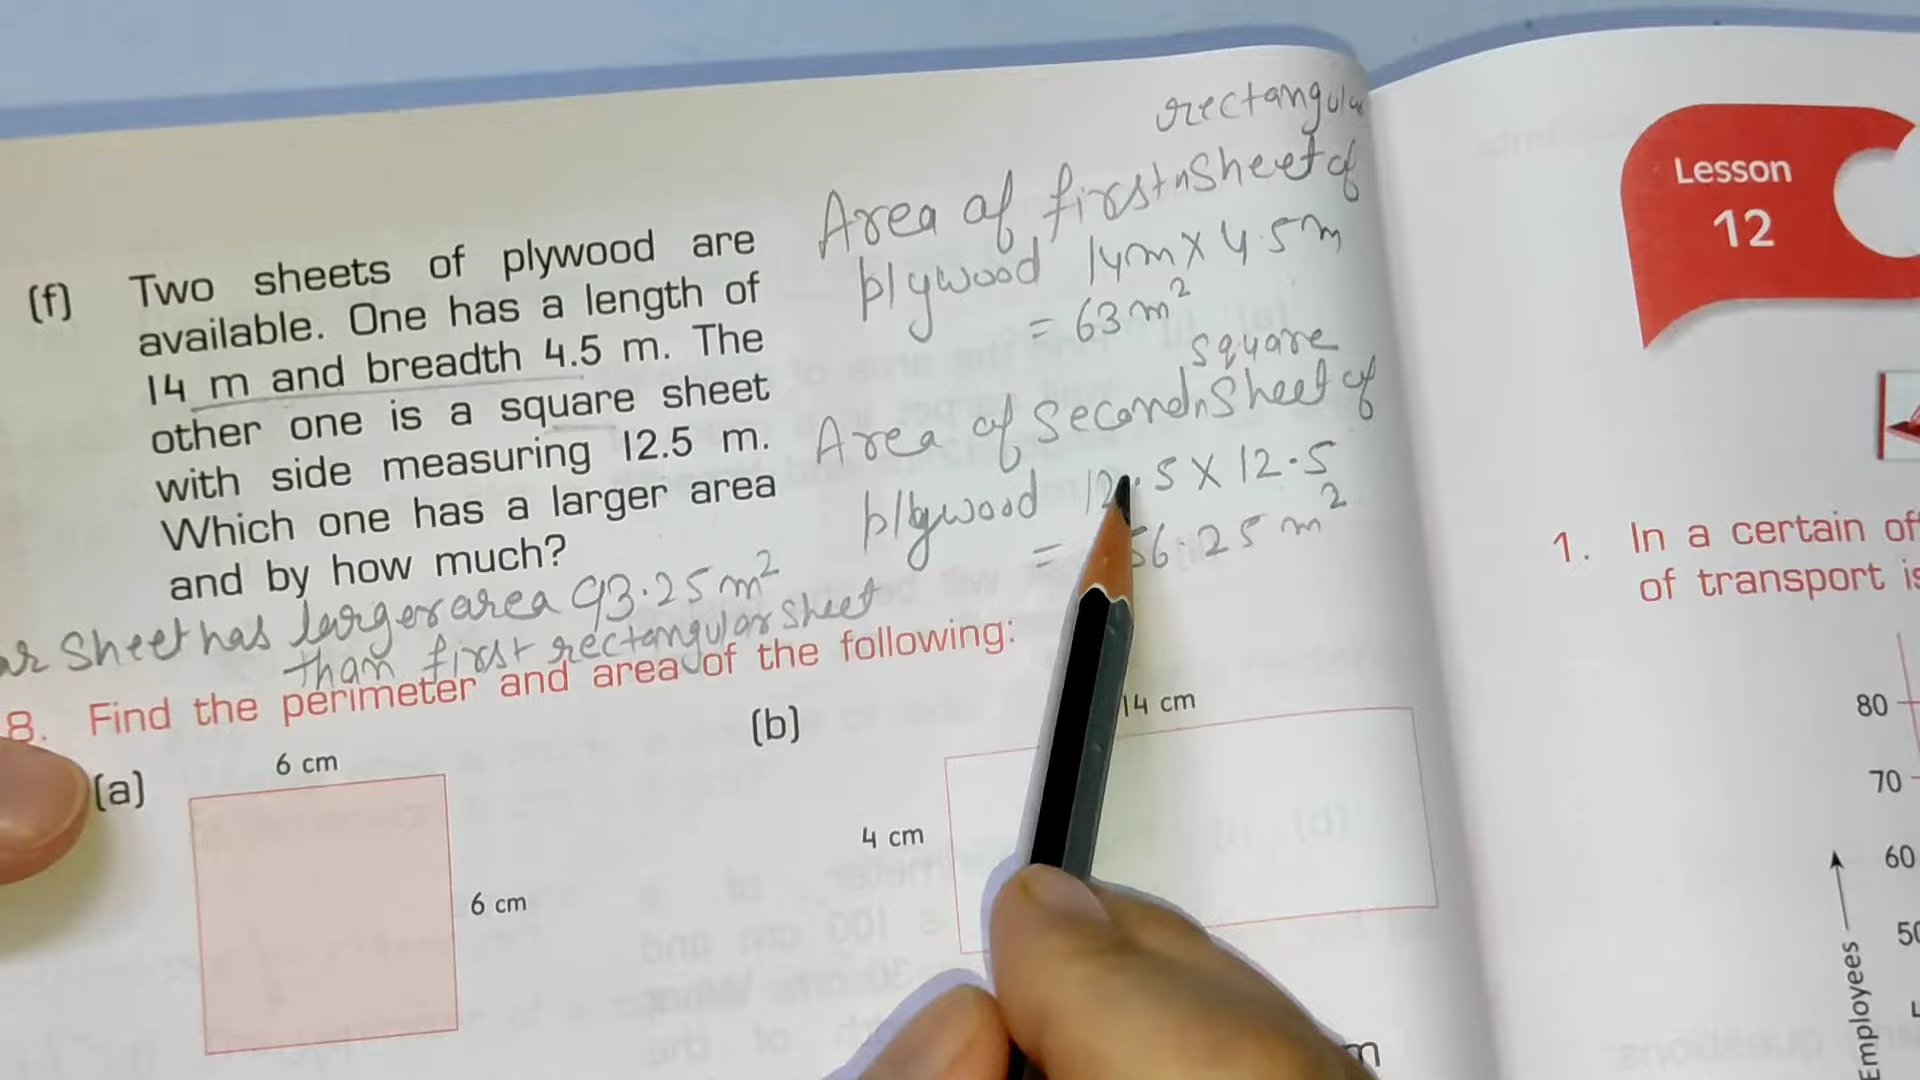 (f) Two sheets of plywood are
available. One has a length of
14 m and breadth 4.5 m. The
other one is a square sheet
with side measuring 12.5 m.
Which one has a larger area
and by how much?
rectangular
Area of first sheet of
plywood 14m x 4.5m
= 63 m²
square
Area of second sheet of
plywood 12.5 x 12.5
= 56.25 m²
Sheet has larger area 93.25 m²
than first rectangular sheet
8. Find the perimeter and area of the following:
(a)
6 cm
6 cm
(b)
14 cm
4 cm
m
Lesson
12
1. In a certain of
of transport is
80
70
60
50
Employees